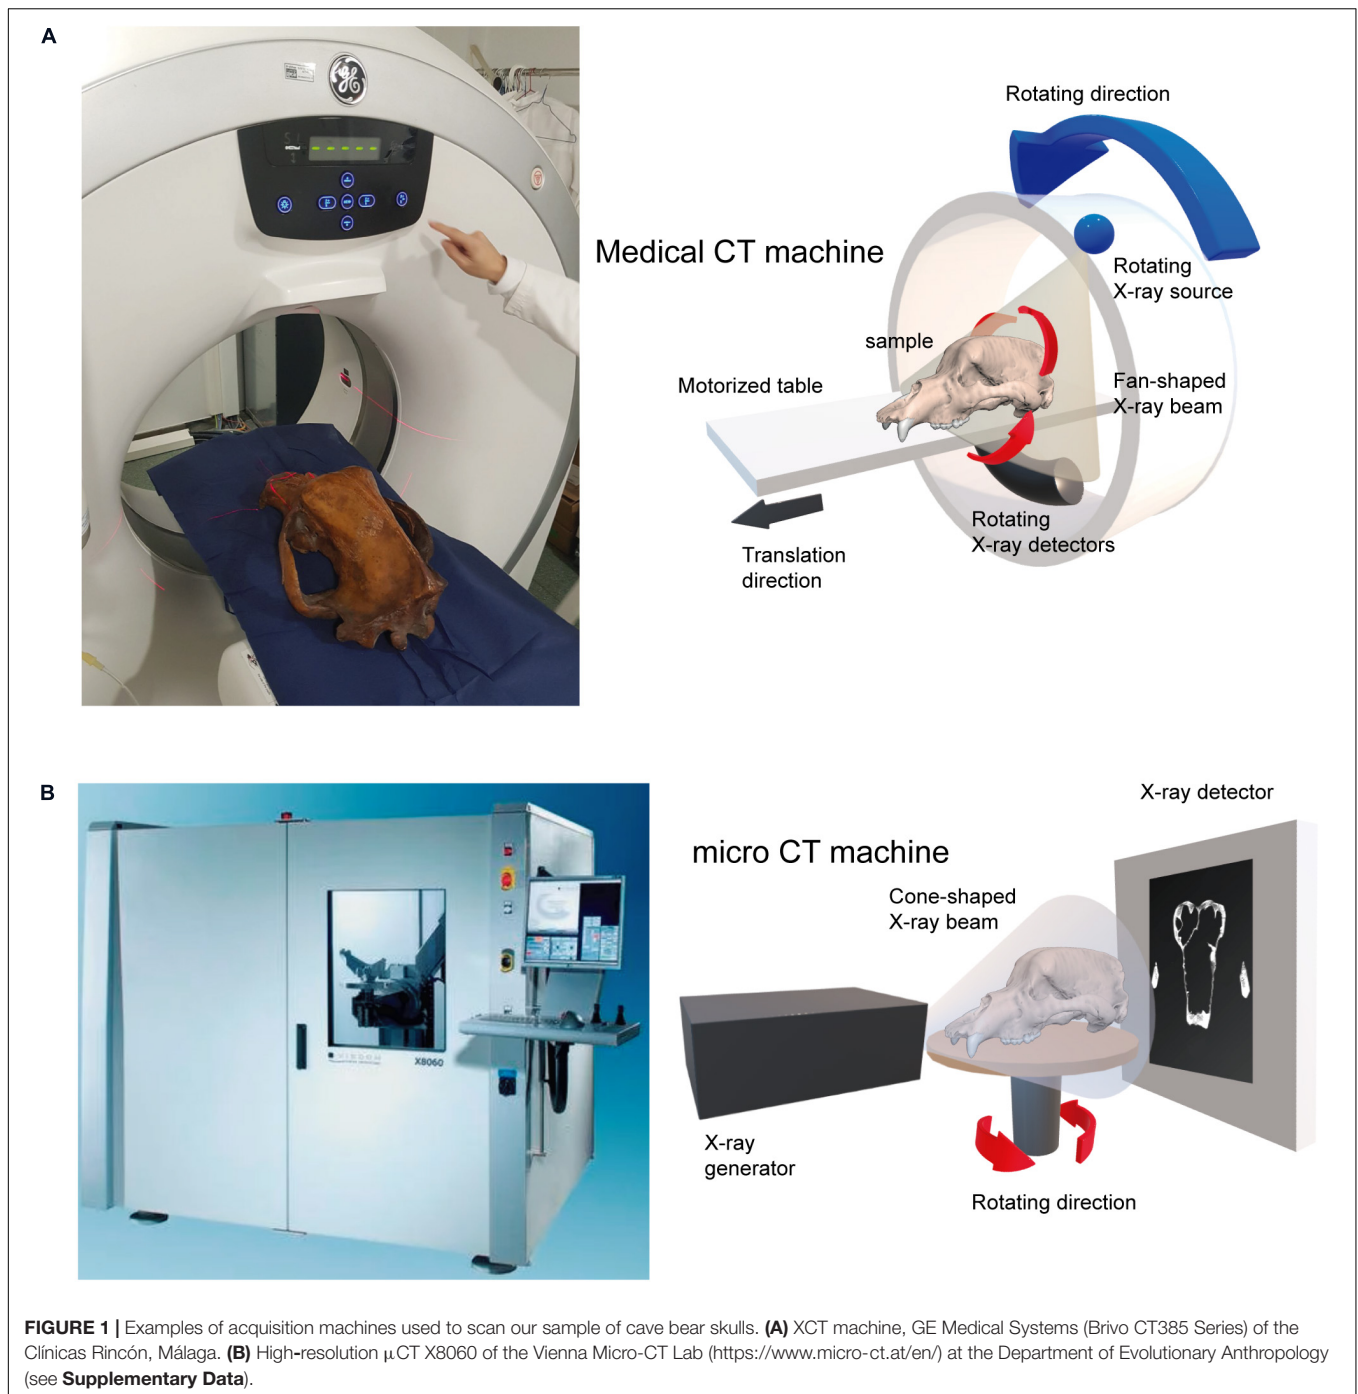 A
GE
Medical CT machine
Rotating direction
Rotating
X-ray source
sample
Motorized table
Fan-shaped
X-ray beam
Rotating
X-ray detectors
Translation
direction
B
VISCOM
X8060
micro CT machine
X-ray detector
Cone-shaped
X-ray beam
X-ray
generator
Rotating direction
FIGURE 1 | Examples of acquisition machines used to scan our sample of cave bear skulls. (A) XCT machine, GE Medical Systems (Brivo CT385 Series) of the
Clínicas Rincón, Málaga. (B) High-resolution μCT X8060 of the Vienna Micro-CT Lab (https://www.micro-ct.at/en/) at the Department of Evolutionary Anthropology
(see Supplementary Data).